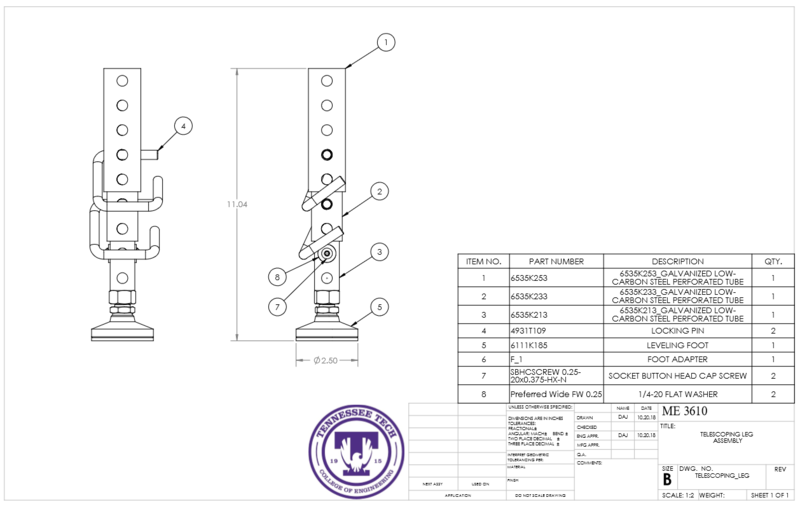 1
4
11.04
2
3
8
7
5
Ø2.50
ITEM NO. PART NUMBER DESCRIPTION QTY.
1 6535K253 6535K253_GALVANIZED LOW-
CARBON STEEL PERFORATED TUBE 1
2 6535K233 6535K233_GALVANIZED LOW-
CARBON STEEL PERFORATED TUBE 1
3 6535K213 6535K213_GALVANIZED LOW-
CARBON STEEL PERFORATED TUBE 1
4 4931T109 LOCKING PIN 2
5 6111K185 LEVELING FOOT 1
6 F_1 FOOT ADAPTER 1
7 SBHCSCREW 0.25-
20x0.375-HX-N SOCKET BUTTON HEAD CAP SCREW 2
8 Preferred Wide FW 0.25 1/4-20 FLAT WASHER 2
TENNESSEE TECH
1915
COLLEGE OF ENGINEERING
UNLESS OTHERWISE SPECIFIED:
DIMENSIONS ARE IN INCHES
TOLERANCES:
FRACTIONAL±
ANGULAR: MACH± BEND ±
TWO PLACE DECIMAL ±
THREE PLACE DECIMAL ±
INTERPRET GEOMETRIC
TOLERANCING PER:
MATERIAL
FINISH
NEXT ASSY USED ON
APPLICATION
DO NOT SCALE DRAWING
NAME DATE
DRAWN DAJ 10.20.18
CHECKED
ENG APPR. DAJ 10.20.18
MFG APPR.
Q.A.
COMMENTS:
ME 3610
TITLE:
TELESCOPING LEG
ASSEMBLY
SIZE DWG. NO. REV
B TELESCOPING_LEG
SCALE: 1:2 WEIGHT: SHEET 1 OF 1